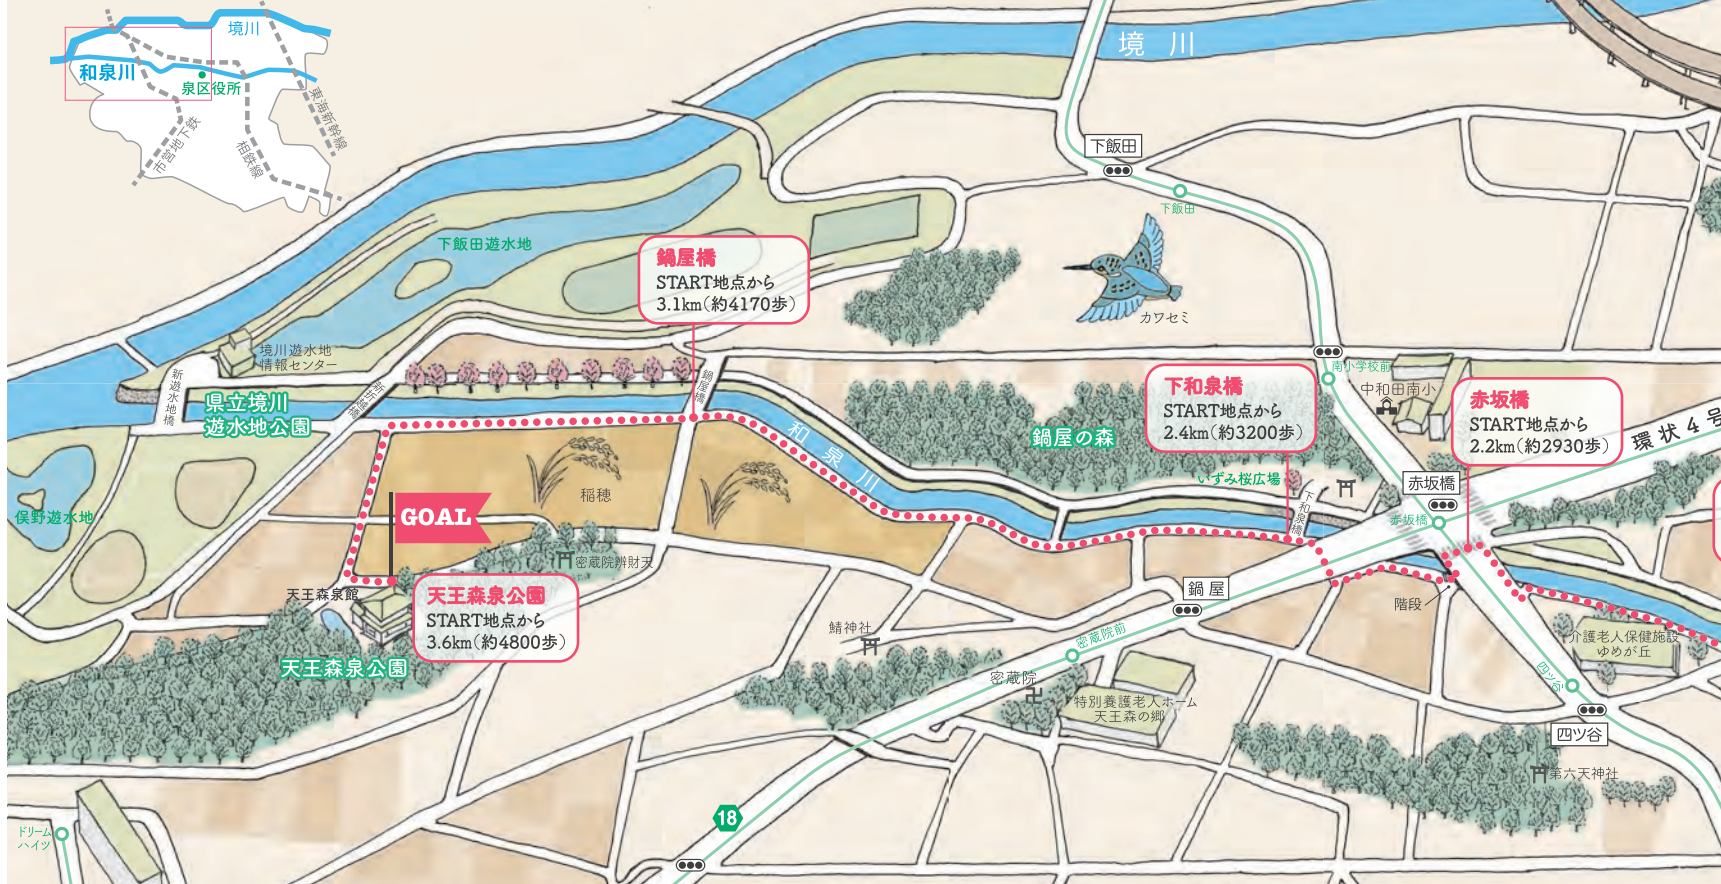 境川
和泉川
泉区役所
東海新幹線
市営地下鉄
相鉄線
境 川
下飯田
下飯田
下飯田遊水地
鍋屋橋
START地点から
3.1km(約4170歩)
カワセミ
境川遊水地
情報センター
新遊水地橋
鍋屋橋
南小学校前
中和田南小
県立境川
遊水地公園
下和泉橋
START地点から
2.4km(約3200歩)
赤坂橋
START地点から
2.2km(約2930歩)
環状4号
鍋屋の森
和泉川
いずみ桜広場
下和泉橋
赤坂橋
赤坂橋
稲穂
GOAL
俣野遊水地
密蔵院辨財天
天王森泉館
天王森泉公園
START地点から
3.6km(約4800歩)
天王森泉公園
鍋屋
階段
密蔵院前
鯖神社
密蔵院
卍
特別養護老人ホーム
天王森の郷
介護老人保健施設
ゆめが丘
四ツ谷
四ツ谷
第六天神社
18
ドリーム
ハイツ